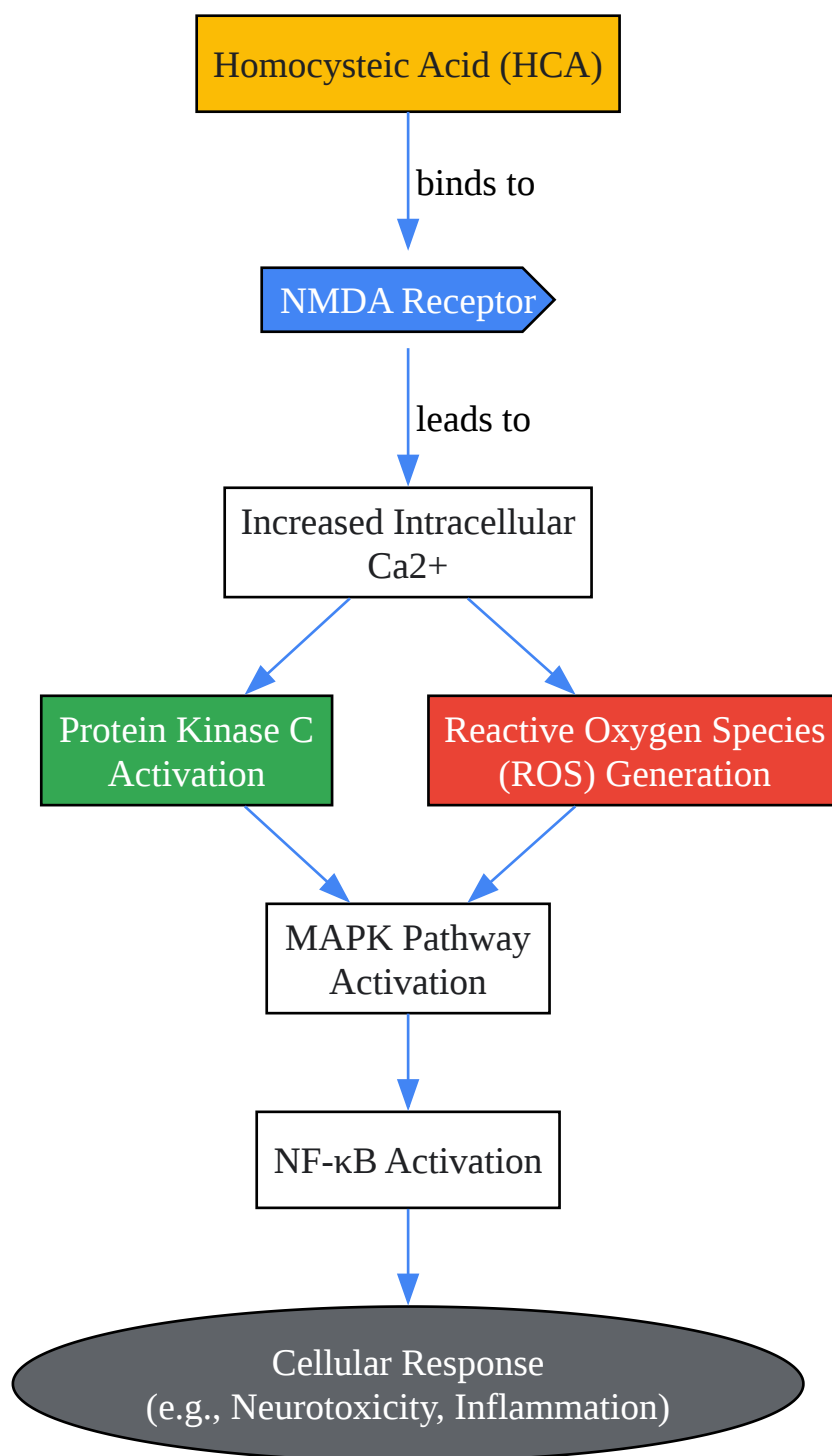 Homocysteic Acid (HCA)
binds to
NMDA Receptor
leads to
Increased Intracellular
Ca2+
Protein Kinase C
Activation
Reactive Oxygen Species
(ROS) Generation
MAPK Pathway
Activation
NF-κB Activation
Cellular Response
(e.g., Neurotoxicity, Inflammation)